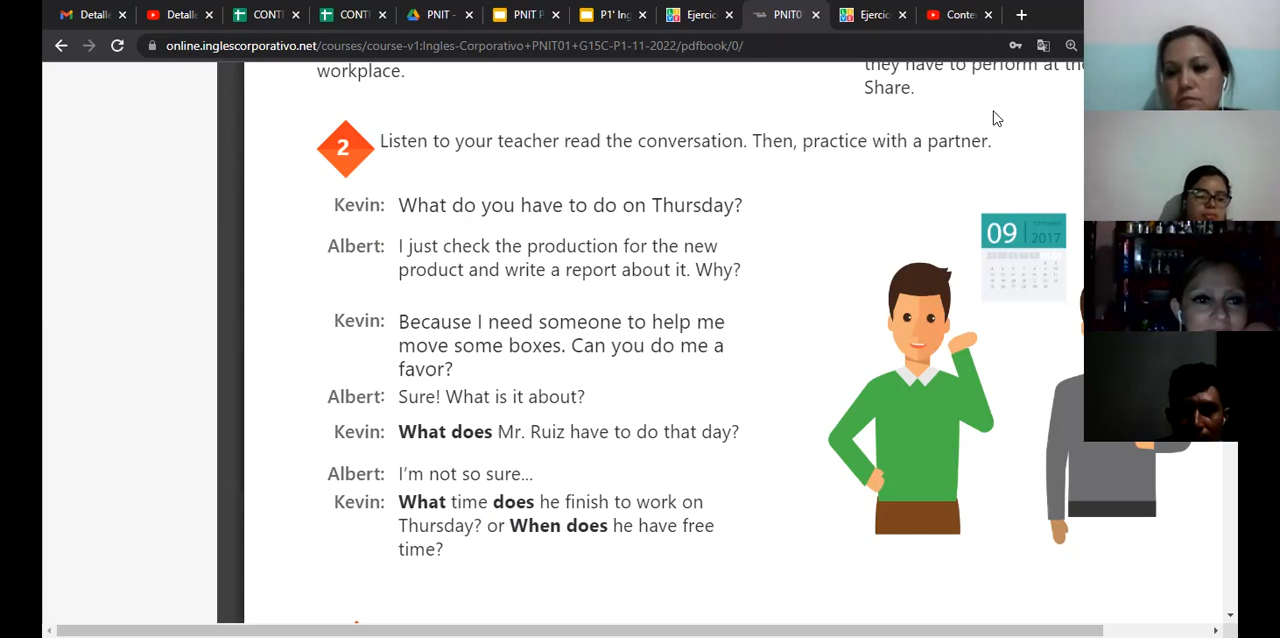 Detalle
Detalle
CONTI
CONTI
PNIT -
PNIT P
P1' Ing
Ejercic
PNIT0
Ejercic
Conte
online.inglescorporativo.net/courses/course-v1:Ingles-Corporativo+PNIT01+G15C-P1-11-2022/pdfbook/0/
workplace.
they have to perform at the
Share.
2
Listen to your teacher read the conversation. Then, practice with a partner.
Kevin: What do you have to do on Thursday?
Albert: I just check the production for the new
product and write a report about it. Why?
Kevin: Because I need someone to help me
move some boxes. Can you do me a
favor?
Albert: Sure! What is it about?
Kevin: What does Mr. Ruiz have to do that day?
Albert: I'm not so sure...
Kevin: What time does he finish to work on
Thursday? or When does he have free
time?
09
2017